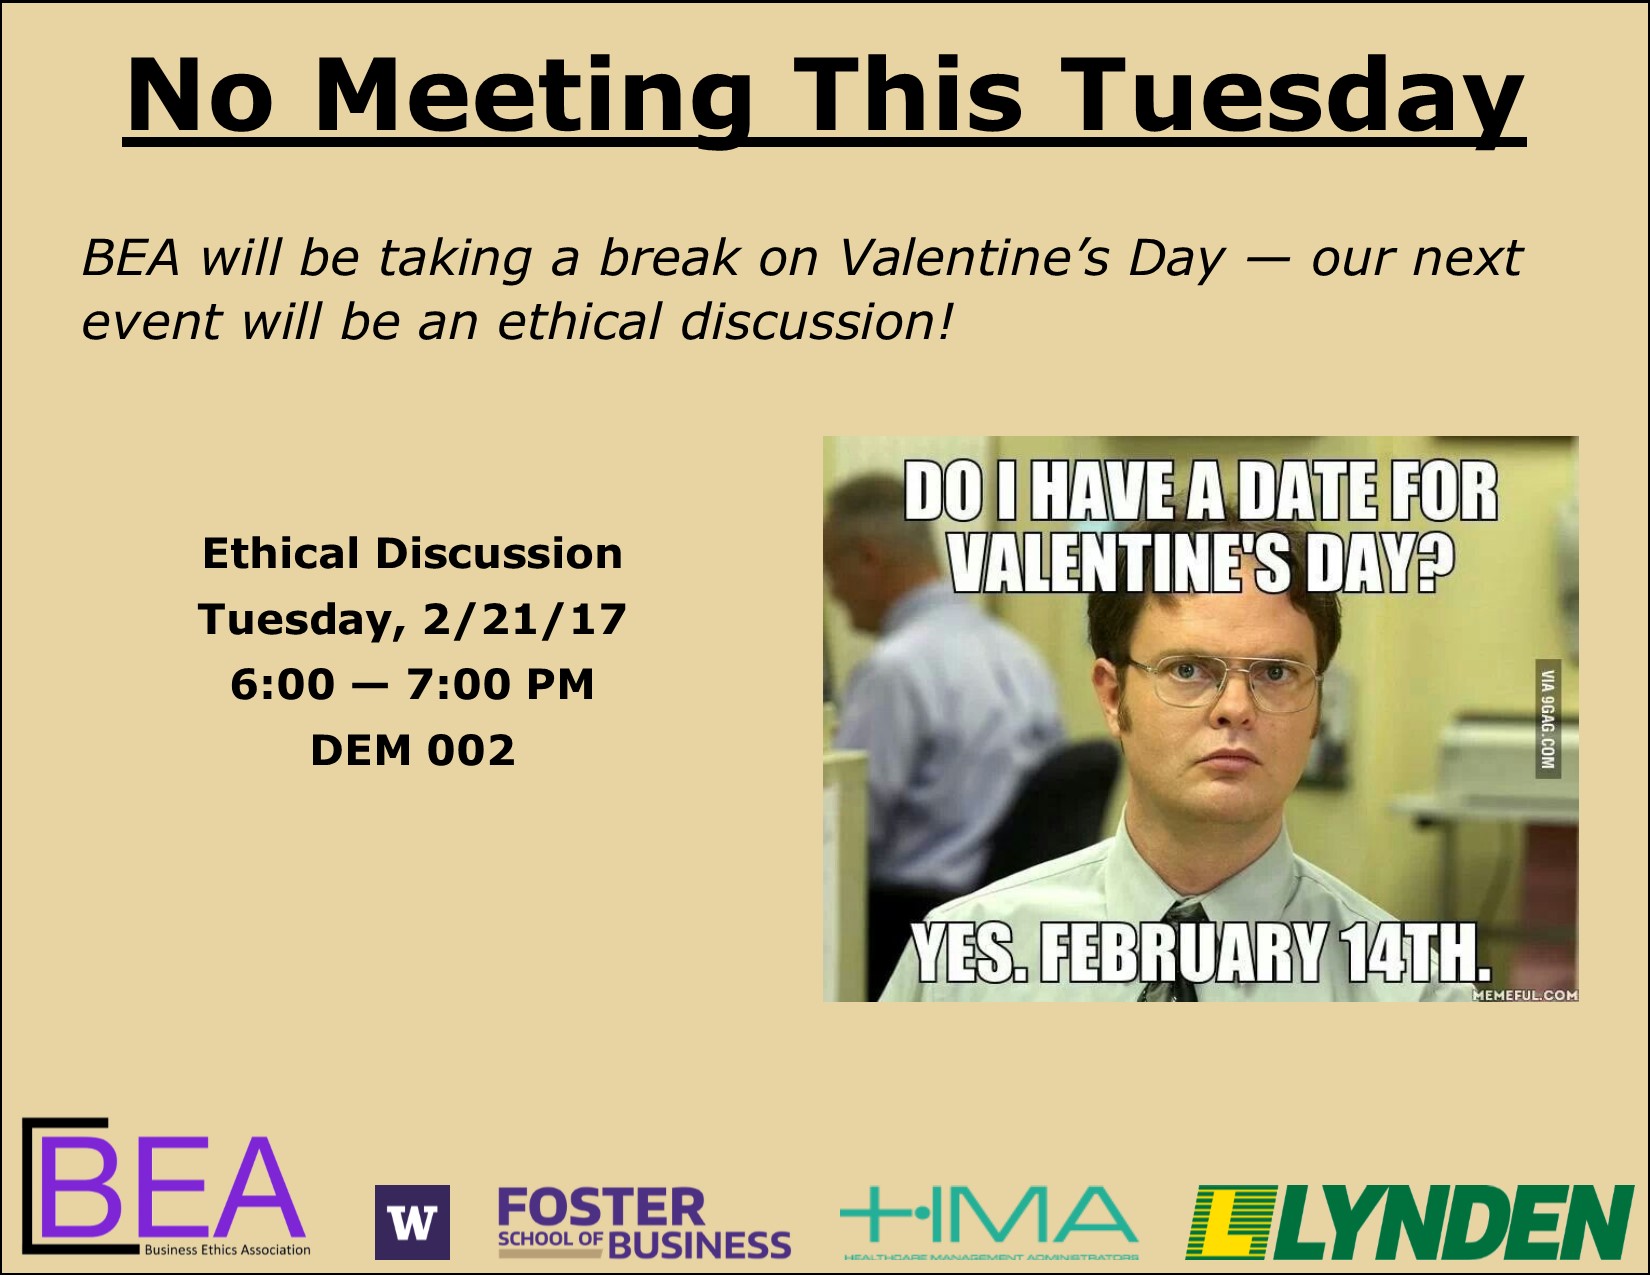 No Meeting This Tuesday
BEA will be taking a break on Valentine’s Day — our next
event will be an ethical discussion!
Ethical Discussion
Tuesday, 2/21/17
6:00 — 7:00 PM
DEM 002
DO I HAVE A DATE FOR
VALENTINE'S DAY?
VIA 9GAG.COM
YES. FEBRUARY 14TH.
MEMEFUL.COM
BEA
Business Ethics Association
W
FOSTER
SCHOOL OF BUSINESS
HMA
HEALTHCARE MANAGEMENT ADMINISTRATORS
L LYNDEN